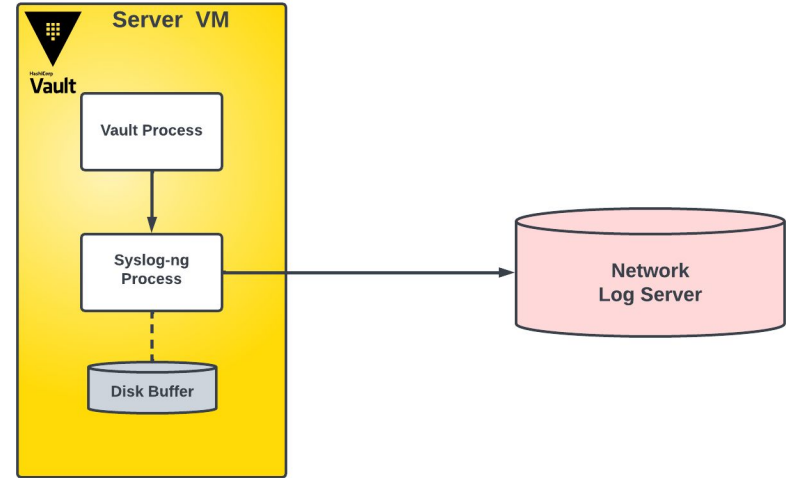 Server VM
HashiCorp
Vault
Vault Process
Syslog-ng
Process
Disk Buffer
Network
Log Server